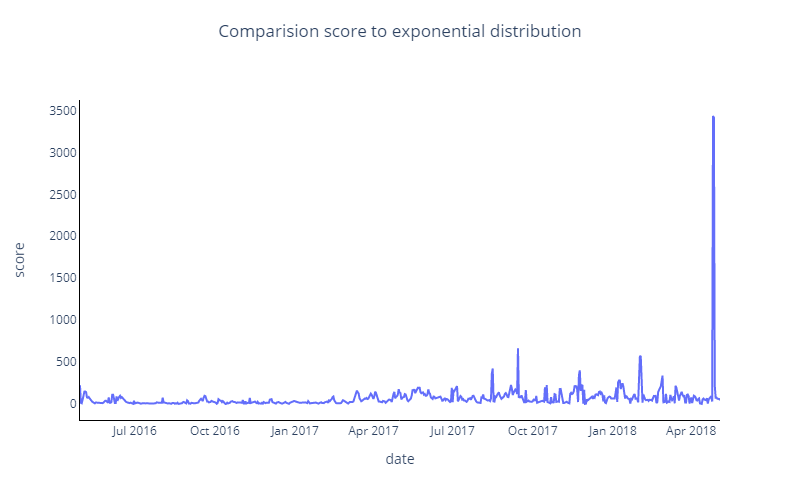 Comparision score to exponential distribution
3500
3000
2500
2000
1500
1000
500
0
score
Jul 2016 Oct 2016 Jan 2017 Apr 2017 Jul 2017 Oct 2017 Jan 2018 Apr 2018
date